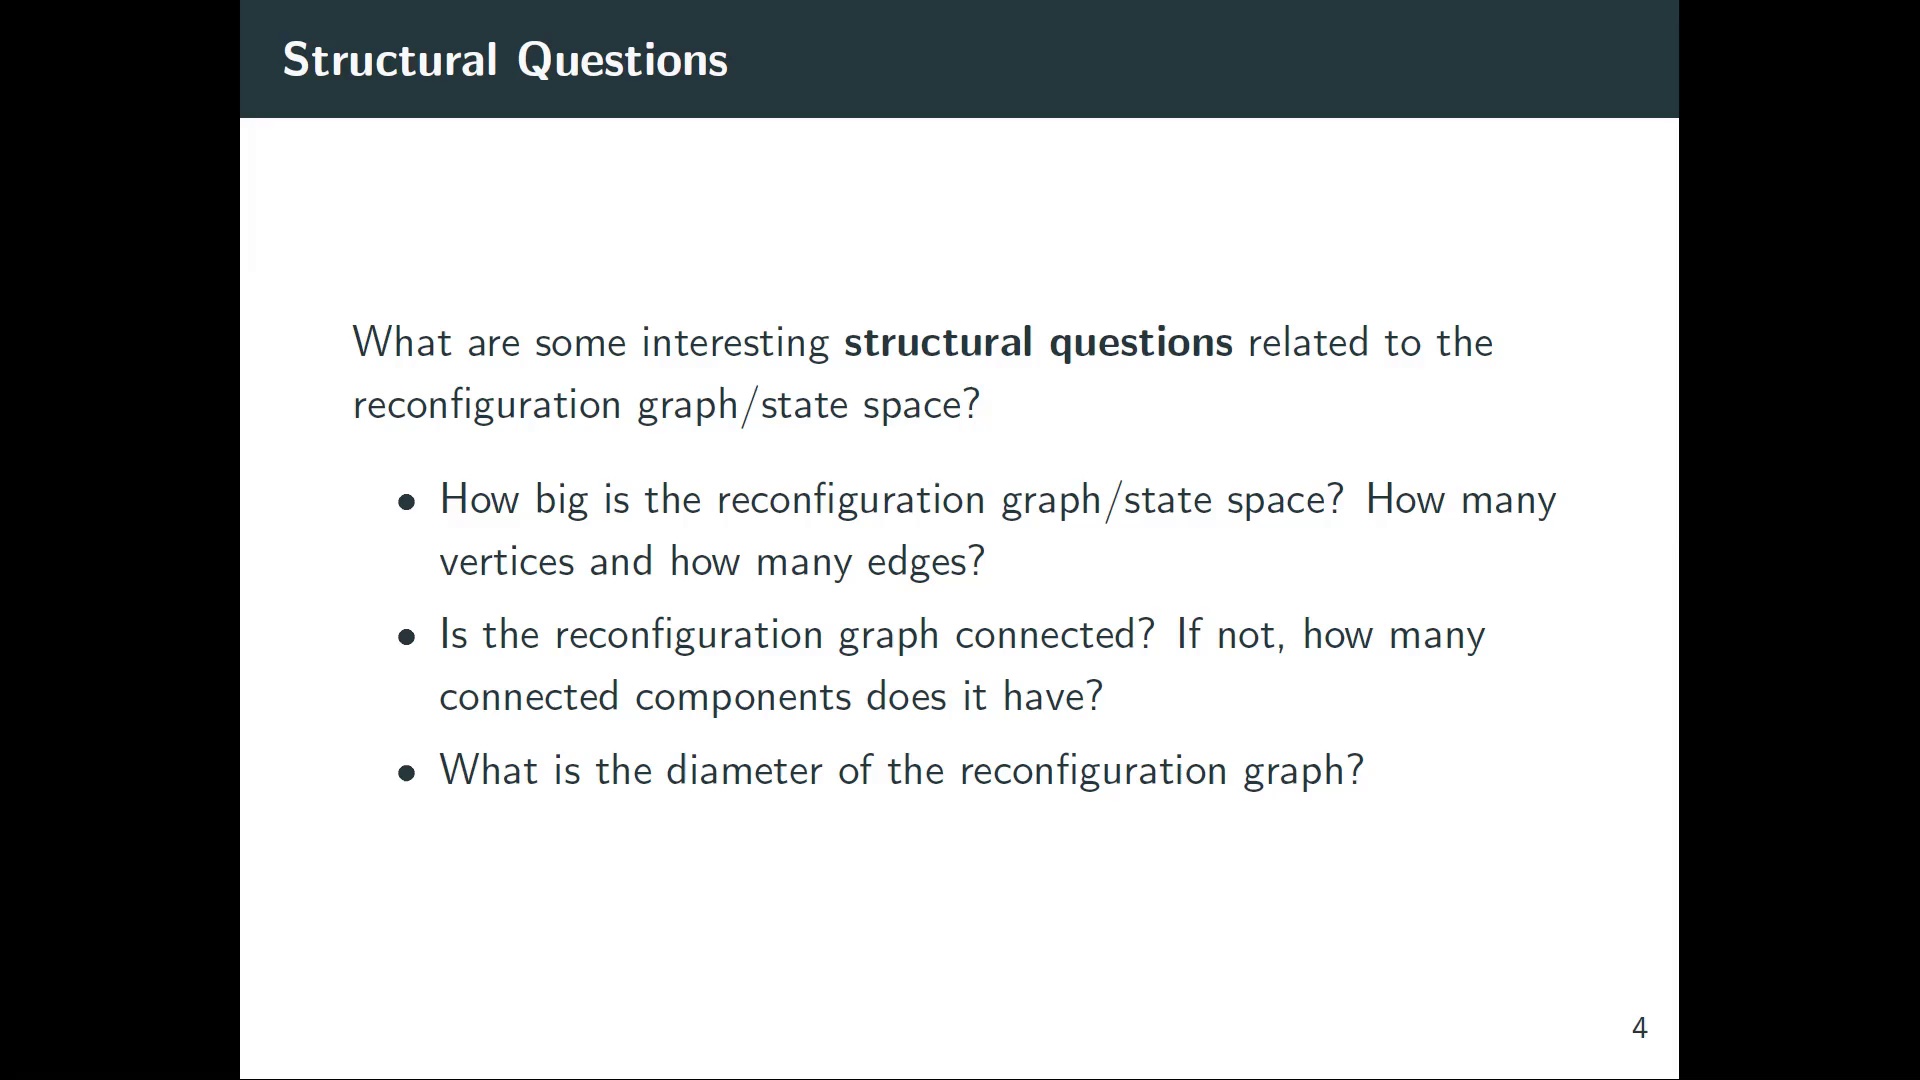 Structural Questions
What are some interesting structural questions related to the
reconfiguration graph/state space?
• How big is the reconfiguration graph/state space? How many
vertices and how many edges?
• Is the reconfiguration graph connected? If not, how many
connected components does it have?
• What is the diameter of the reconfiguration graph?
4